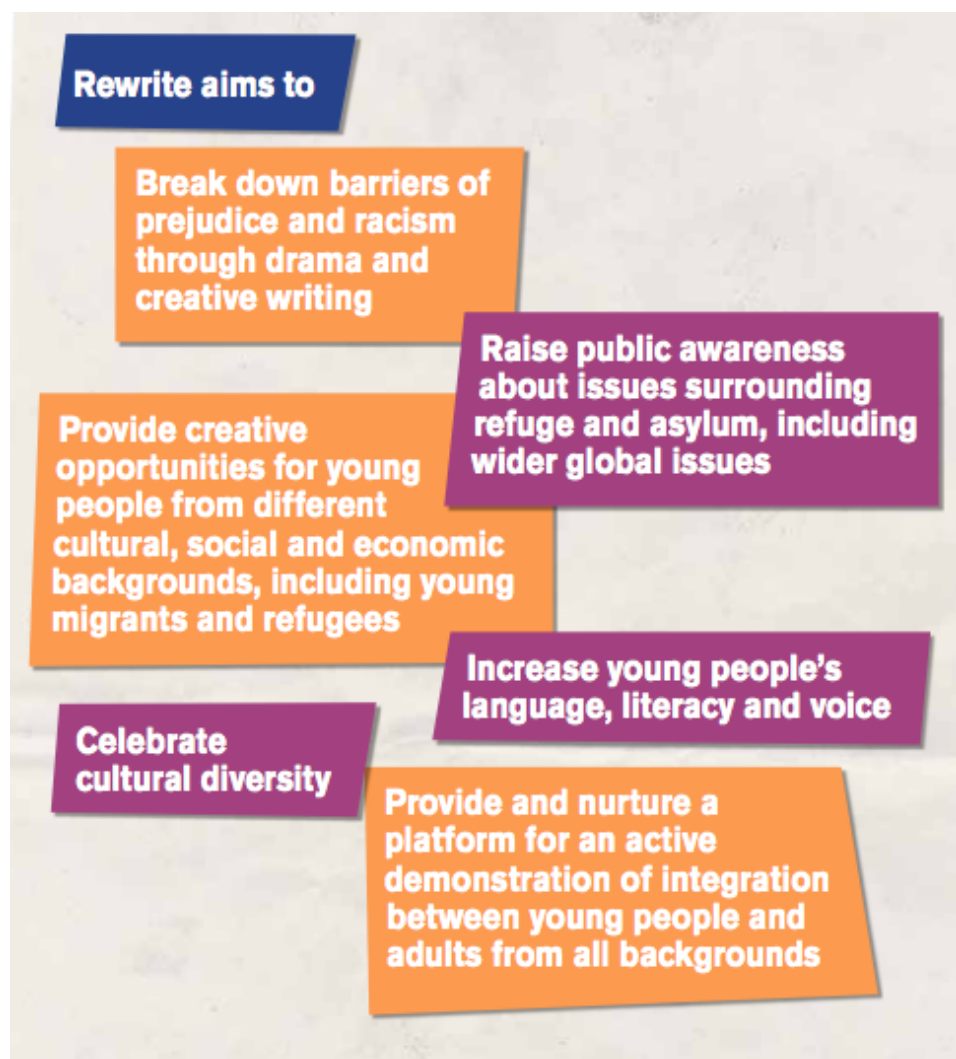 Rewrite aims to
Break down barriers of
prejudice and racism
through drama and
creative writing
Raise public awareness
about issues surrounding
refuge and asylum, including
wider global issues
Provide creative
opportunities for young
people from different
cultural, social and economic
backgrounds, including young
migrants and refugees
Increase young people’s
language, literacy and voice
Celebrate
cultural diversity
Provide and nurture a
platform for an active
demonstration of integration
between young people and
adults from all backgrounds